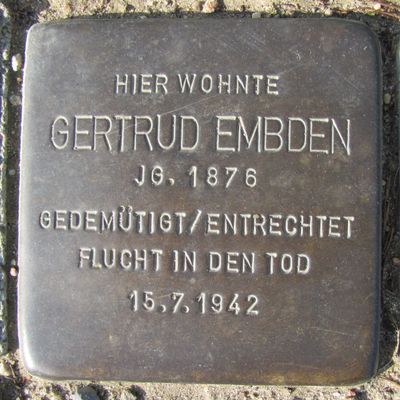 HIER WOHNTE
GERTRUD EMBDEN
JG. 1876
GEDEMÜTIGT/ENTRECHTET
FLUCHT IN DEN TOD
15.7.1942